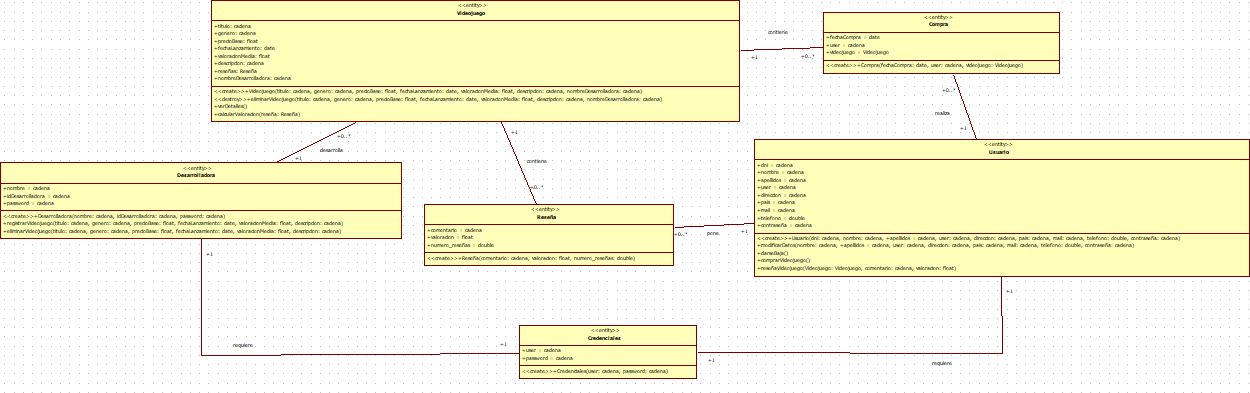 <<entity>>
Videojuego
+titulo: cadena
+genero: cadena
+precioBase: float
+fechaLanzamiento: date
+valoracionMedia: float
+descripcion: cadena
+reseñas: Reseña
+nombreDesarrolladora: cadena
<<create>>+Videojuego(titulo: cadena, genero: cadena, precioBase: float, fechaLanzamiento: date, valoracionMedia: float, descripcion: cadena, nombreDesarrolladora: cadena)
<<destroy>>+eliminarVideojuego(titulo: cadena, genero: cadena, precioBase: float, fechaLanzamiento: date, valoracionMedia: float, descripcion: cadena, nombreDesarrolladora: cadena)
+verDetalles()
+calcularValoracion(reseña: Reseña)
contiene
+1
+0...*
<<entity>>
Compra
+fechaCompra : date
+user : cadena
+videojuego : Videojuego
<<create>>+Compra(fechaCompra: date, user: cadena, videojuego: Videojuego)
+0...*
realiza
+1
+0...*
desarrolla
+1
+1
contiene
+0...*
<<entity>>
Desarrolladora
+nombre : cadena
+idDesarrolladora : cadena
+password : cadena
<<create>>+Desarrolladora(nombre: cadena, idDesarrolladora: cadena, password: cadena)
+registrarVideojuego(titulo: cadena, genero: cadena, precioBase: float, fechaLanzamiento: date, valoracionMedia: float, descripcion: cadena)
+eliminarVideojuego(titulo: cadena, genero: cadena, precioBase: float, fechaLanzamiento: date, valoracionMedia: float, descripcion: cadena)
<<entity>>
Reseña
+comentario : cadena
+valoracion : float
+numero_reseñas : double
<<create>>+Reseña(comentario: cadena, valoracion: float, numero_reseñas: double)
+0...*
pone.
+1
<<entity>>
Usuario
+dni : cadena
+nombre : cadena
+apellidos : cadena
+user : cadena
+direccion : cadena
+pais : cadena
+mail : cadena
+telefono : double
+contraseña : cadena
<<create>>+Usuario(dni: cadena, nombre: cadena, +apellidos : cadena, user: cadena, direccion: cadena, pais: cadena, mail: cadena, telefono: double, contraseña: cadena)
+modificarDatos(nombre: cadena, +apellidos : cadena, user: cadena, direccion: cadena, pais: cadena, mail: cadena, telefono: double, contraseña: cadena)
+darseBaja()
+comprarVideojuego()
+reseñaVideojuego(Videojuego: Videojuego, comentario: cadena, valoracion: float)
+1
requiere
+1
<<entity>>
Credenciales
+user : cadena
+password : cadena
<<create>>+Credenciales(user: cadena, password: cadena)
+1
requiere
+1